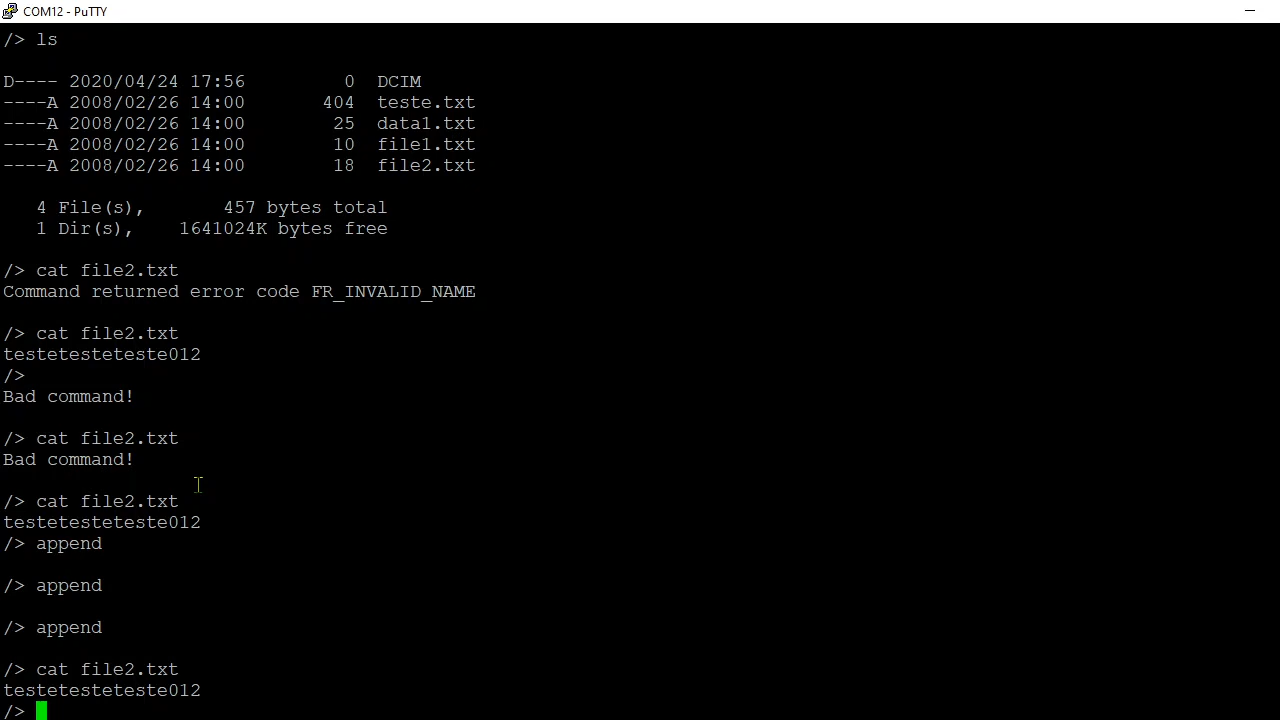 COM12 - PuTTY
/> ls
D---- 2020/04/24 17:56         0  DCIM
----A 2008/02/26 14:00       404  teste.txt
----A 2008/02/26 14:00        25  data1.txt
----A 2008/02/26 14:00        10  file1.txt
----A 2008/02/26 14:00        18  file2.txt
   4 File(s),       457 bytes total
   1 Dir(s),    1641024K bytes free
/> cat file2.txt
Command returned error code FR_INVALID_NAME
/> cat file2.txt
testetesteteste012
/>
Bad command!
/> cat file2.txt
Bad command!
/> cat file2.txt
testetesteteste012
/> append
/> append
/> append
/> cat file2.txt
testetesteteste012
/>